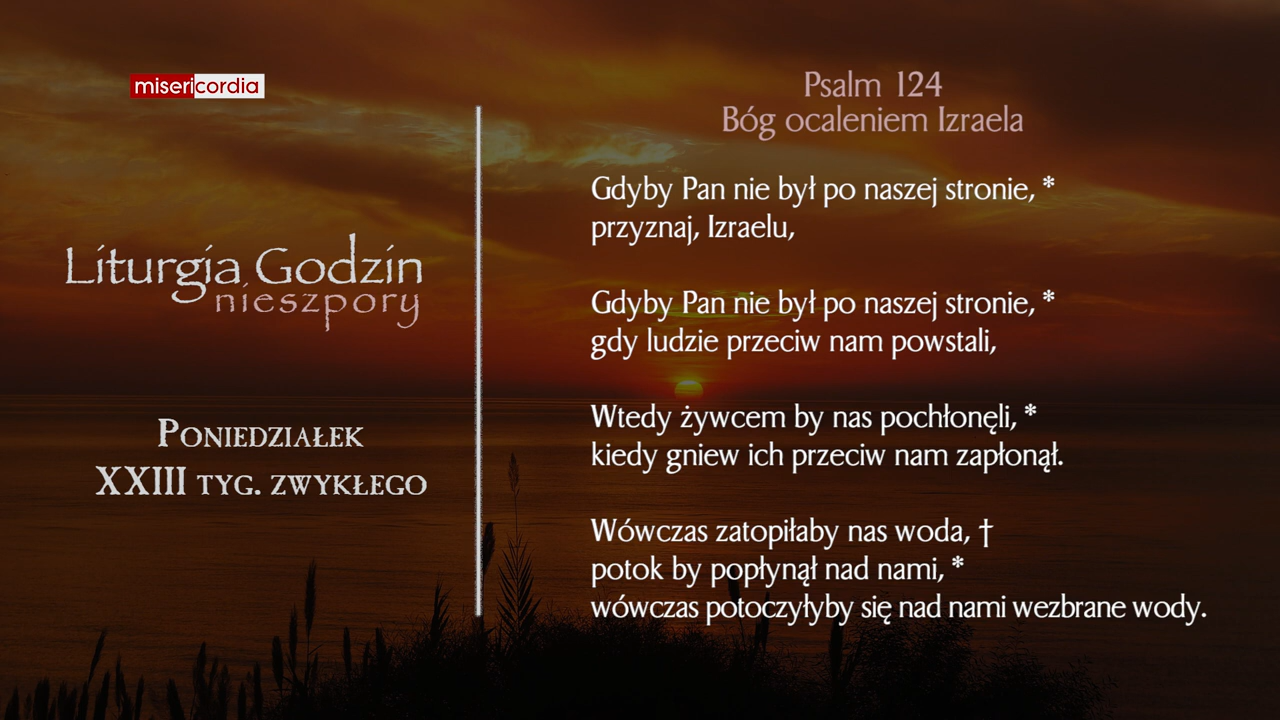 misericordia
Liturgia Godzin
nieszpory
Poniedziałek
XXIII tyg. zwykłego
Psalm 124
Bóg ocaleniem Izraela
Gdyby Pan nie był po naszej stronie, *
przyznaj, Izraelu,
Gdyby Pan nie był po naszej stronie, *
gdy ludzie przeciw nam powstali,
Wtedy żywcem by nas pochłonęli, *
kiedy gniew ich przeciw nam zapłonął.
Wówczas zatopiłaby nas woda, †
potok by popłynął nad nami, *
wówczas potoczyłyby się nad nami wezbrane wody.